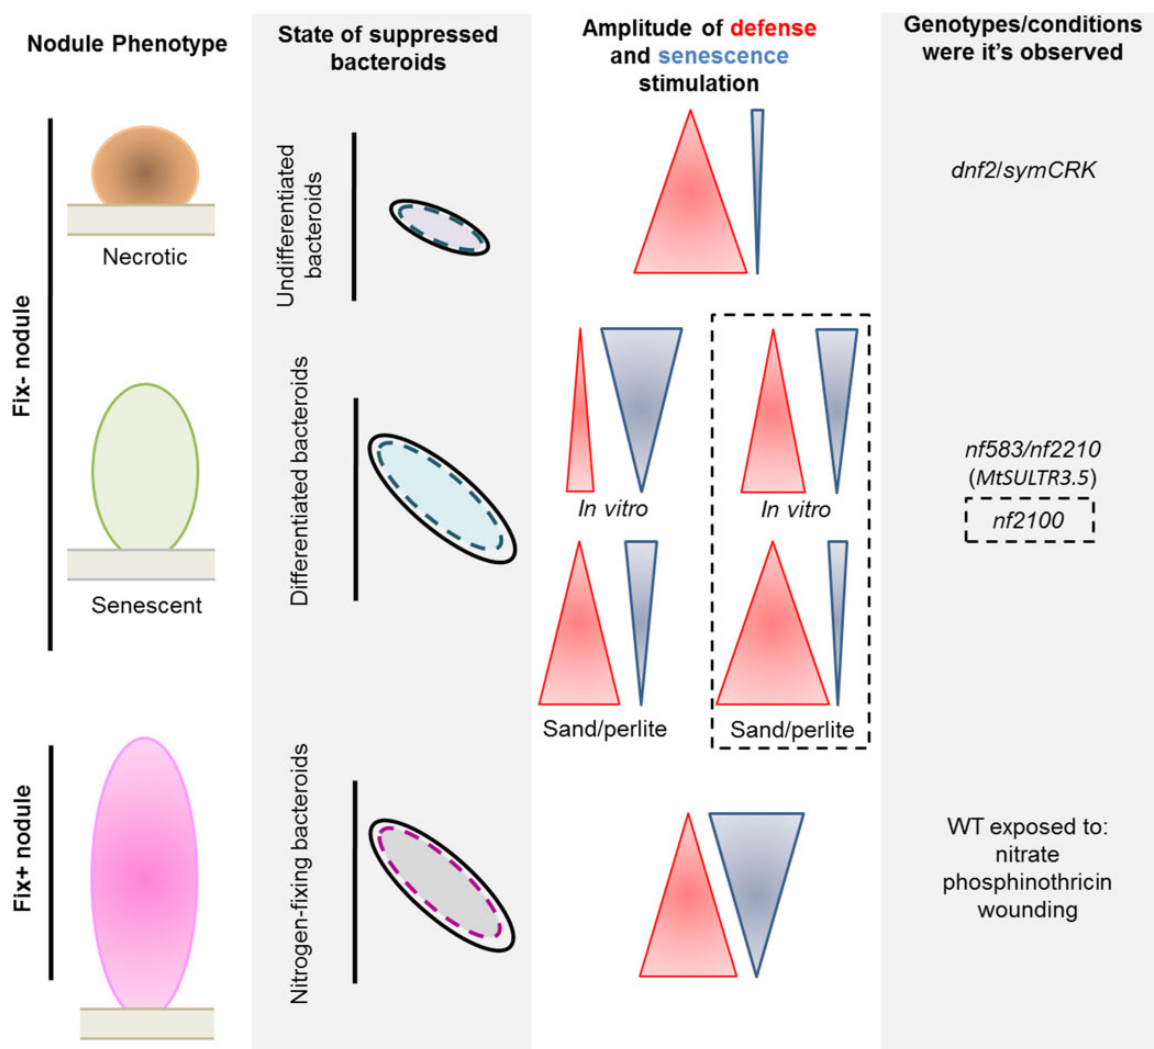 Nodule Phenotype
State of suppressed
bacteroids
Amplitude of defense
and senescence
stimulation
Genotypes/conditions
were it's observed
Fix- nodule
Necrotic
Undifferentiated
bacteroids
dnf2/symCRK
Senescent
Differentiated bacteroids
In vitro
In vitro
Sand/perlite
Sand/perlite
nf583/nf2210
(MtSULTR3.5)
nf2100
Fix+ nodule
Nitrogen-fixing bacteroids
WT exposed to:
nitrate
phosphinothricin
wounding